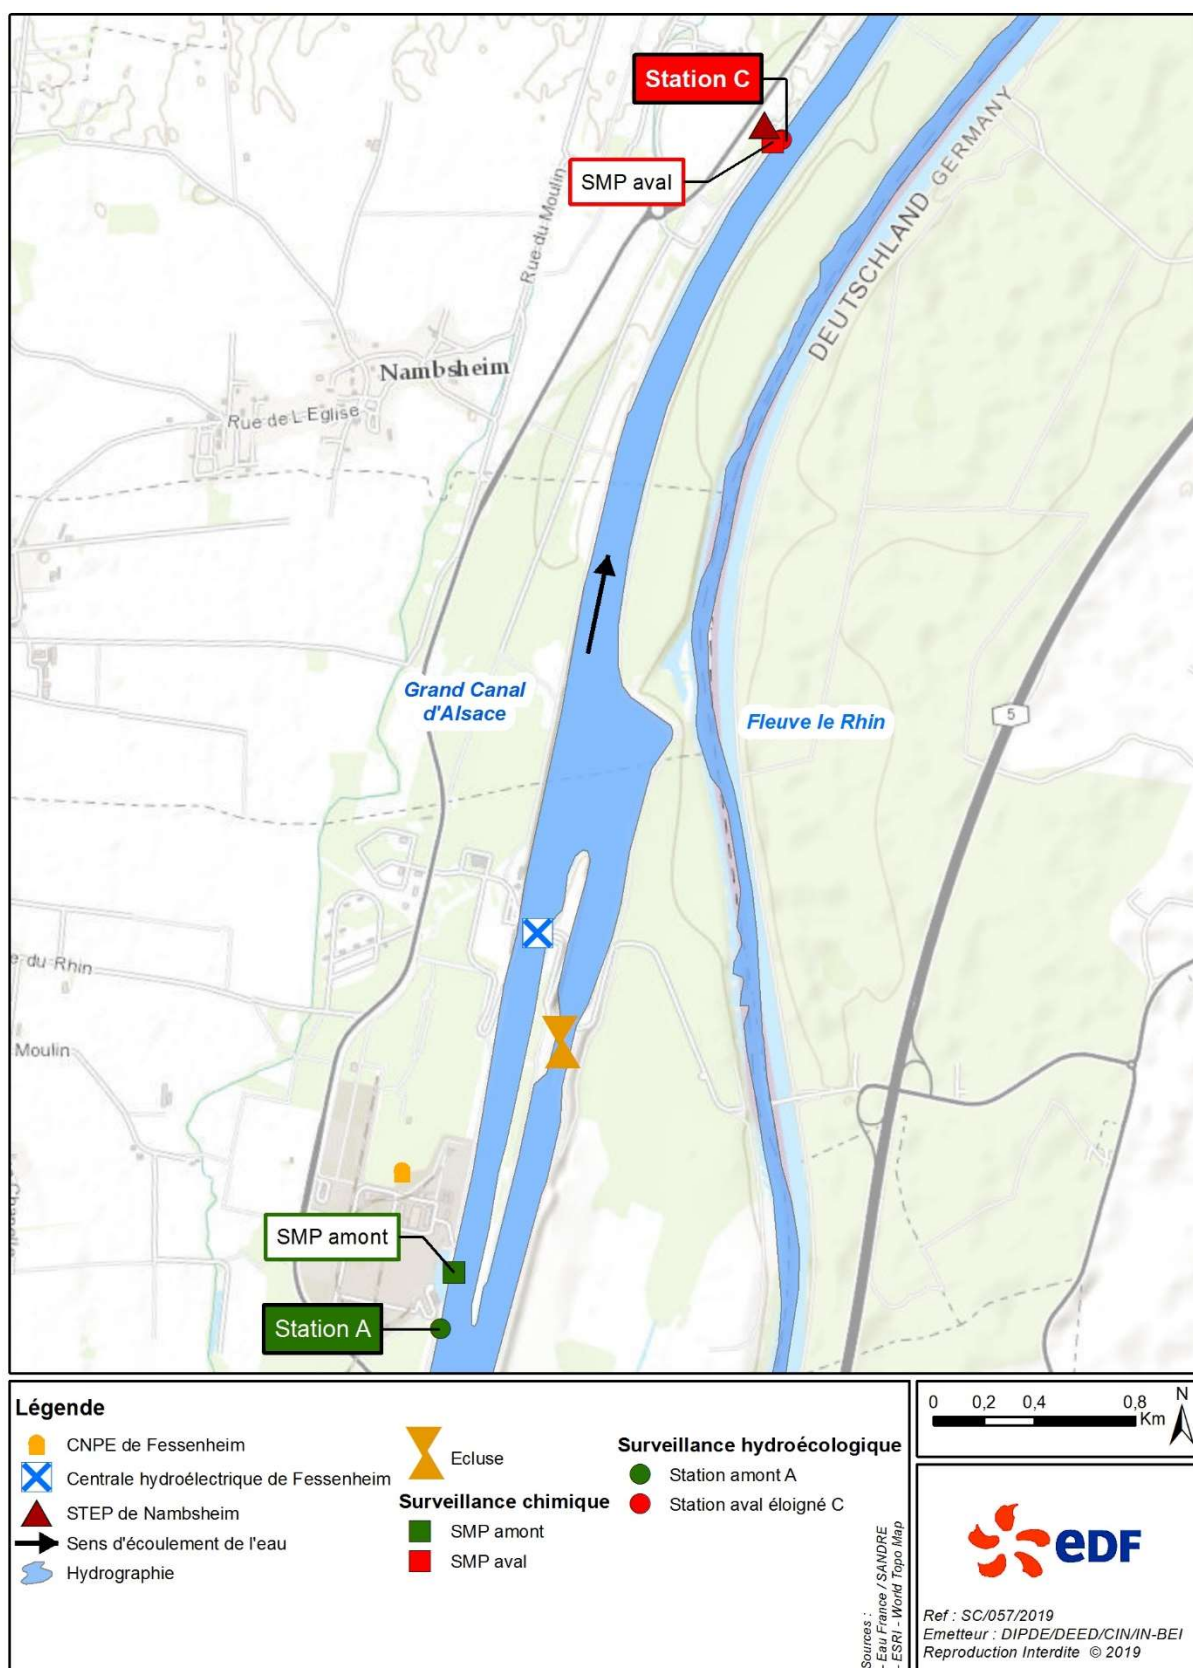 Station C
SMP aval
DEUTSCHLAND GERMANY
Rue du Moulin
Nambsheim
Rue de L Eglise
Grand Canal
d'Alsace
Fleuve le Rhin
5
e du Rhin
Moulin
SMP amont
Station A
Légende
CNPE de Fessenheim
Centrale hydroélectrique de Fessenheim
STEP de Nambsheim
Sens d'écoulement de l'eau
Hydrographie
Ecluse
Surveillance chimique
SMP amont
SMP aval
Surveillance hydroécologique
Station amont A
Station aval éloigné C
Sources :
- Eau France / SANDRE
- ESRI - World Topo Map
0 0,2 0,4 0,8
Km
N
eDF
Ref : SC/057/2019
Emetteur : DIPDE/DEED/CIN/IN-BEI
Reproduction Interdite © 2019